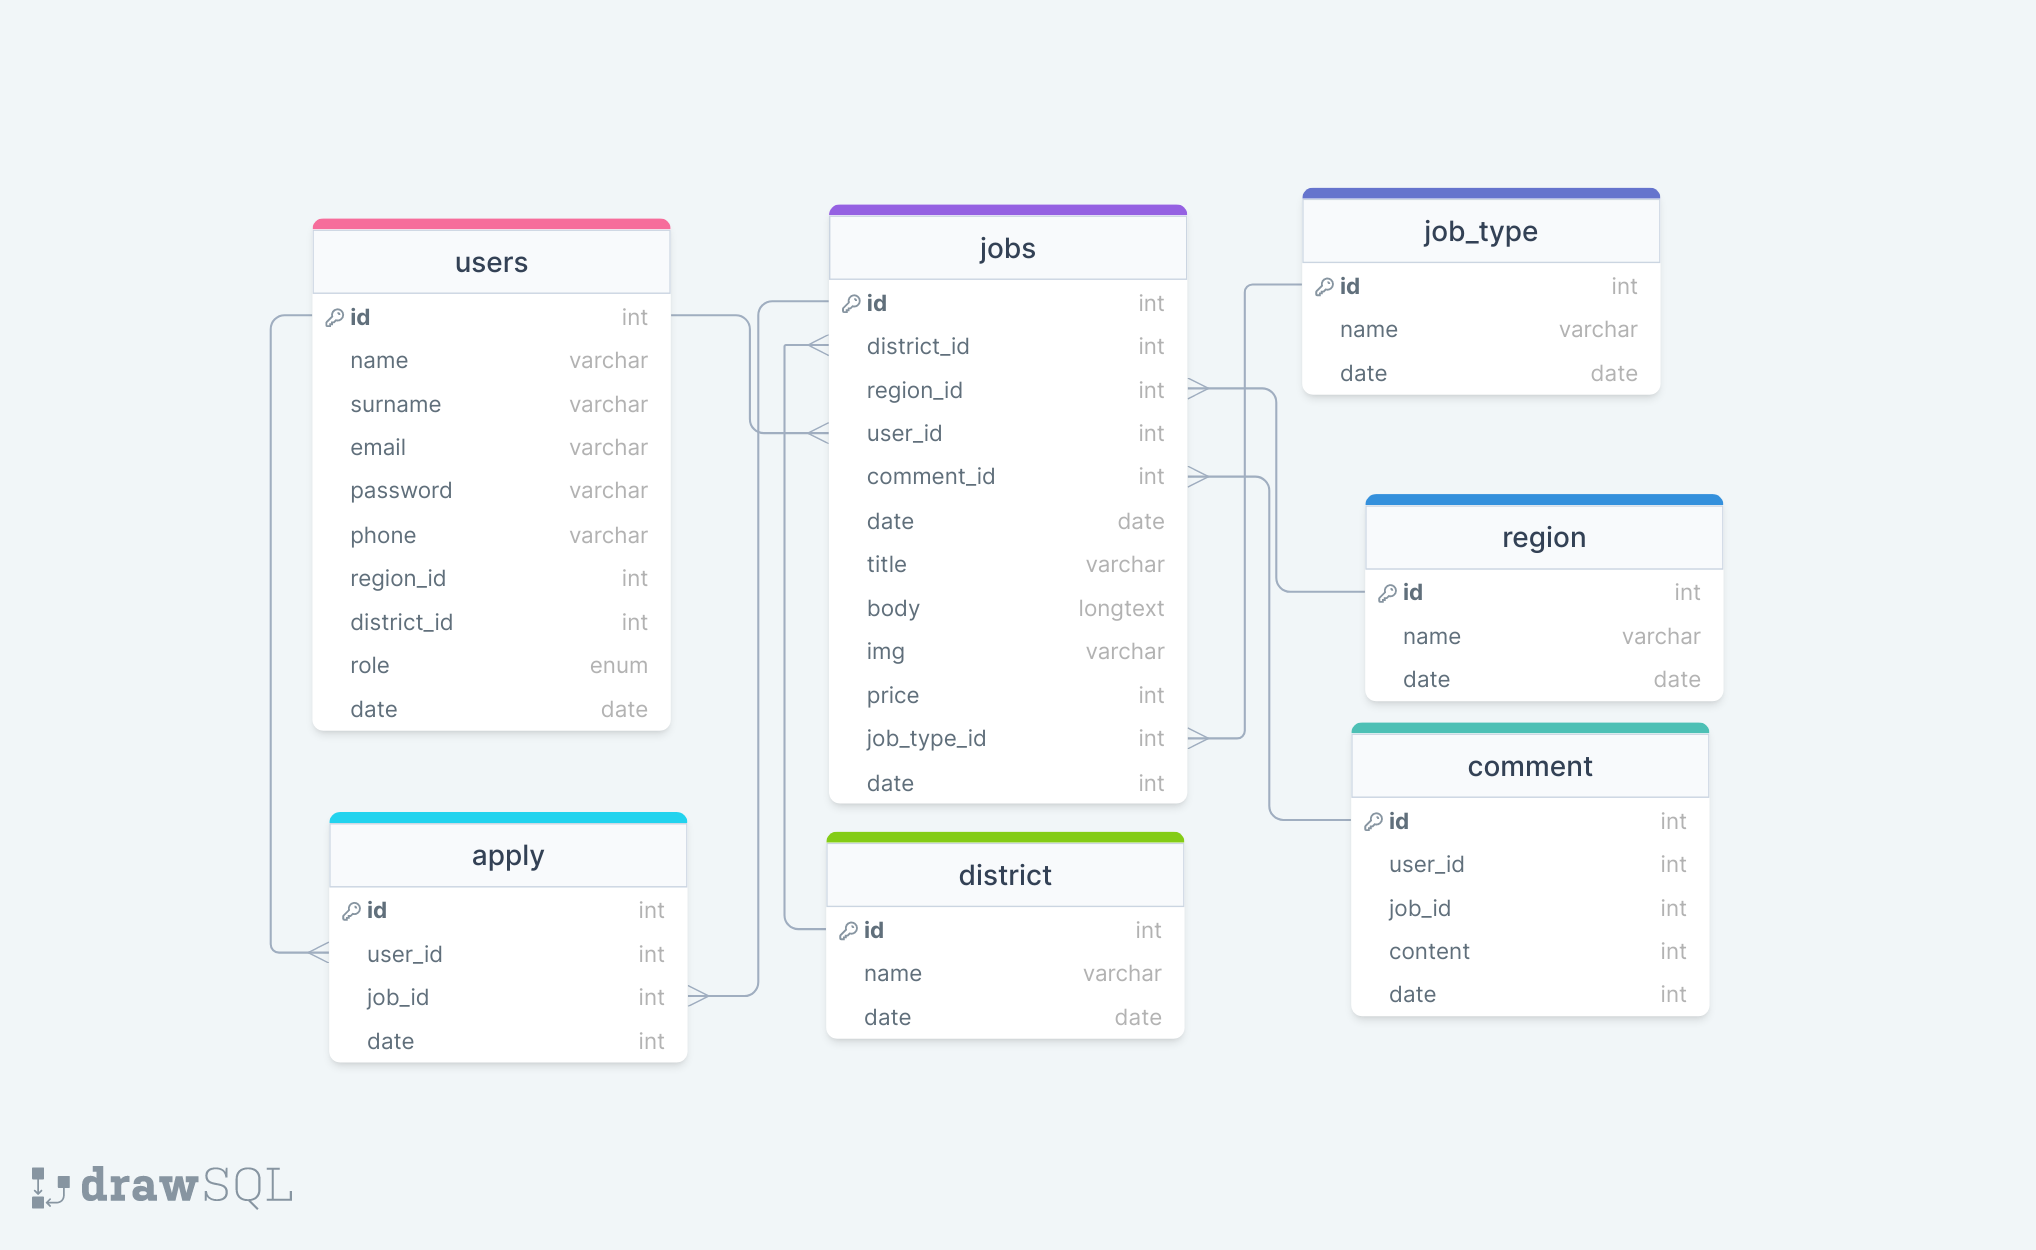 users
id int
name varchar
surname varchar
email varchar
password varchar
phone varchar
region_id int
district_id int
role enum
date date
jobs
id int
district_id int
region_id int
user_id int
comment_id int
date date
title varchar
body longtext
img varchar
price int
job_type_id int
date int
job_type
id int
name varchar
date date
region
id int
name varchar
date date
comment
id int
user_id int
job_id int
content int
date int
apply
id int
user_id int
job_id int
date int
district
id int
name varchar
date date
drawSQL